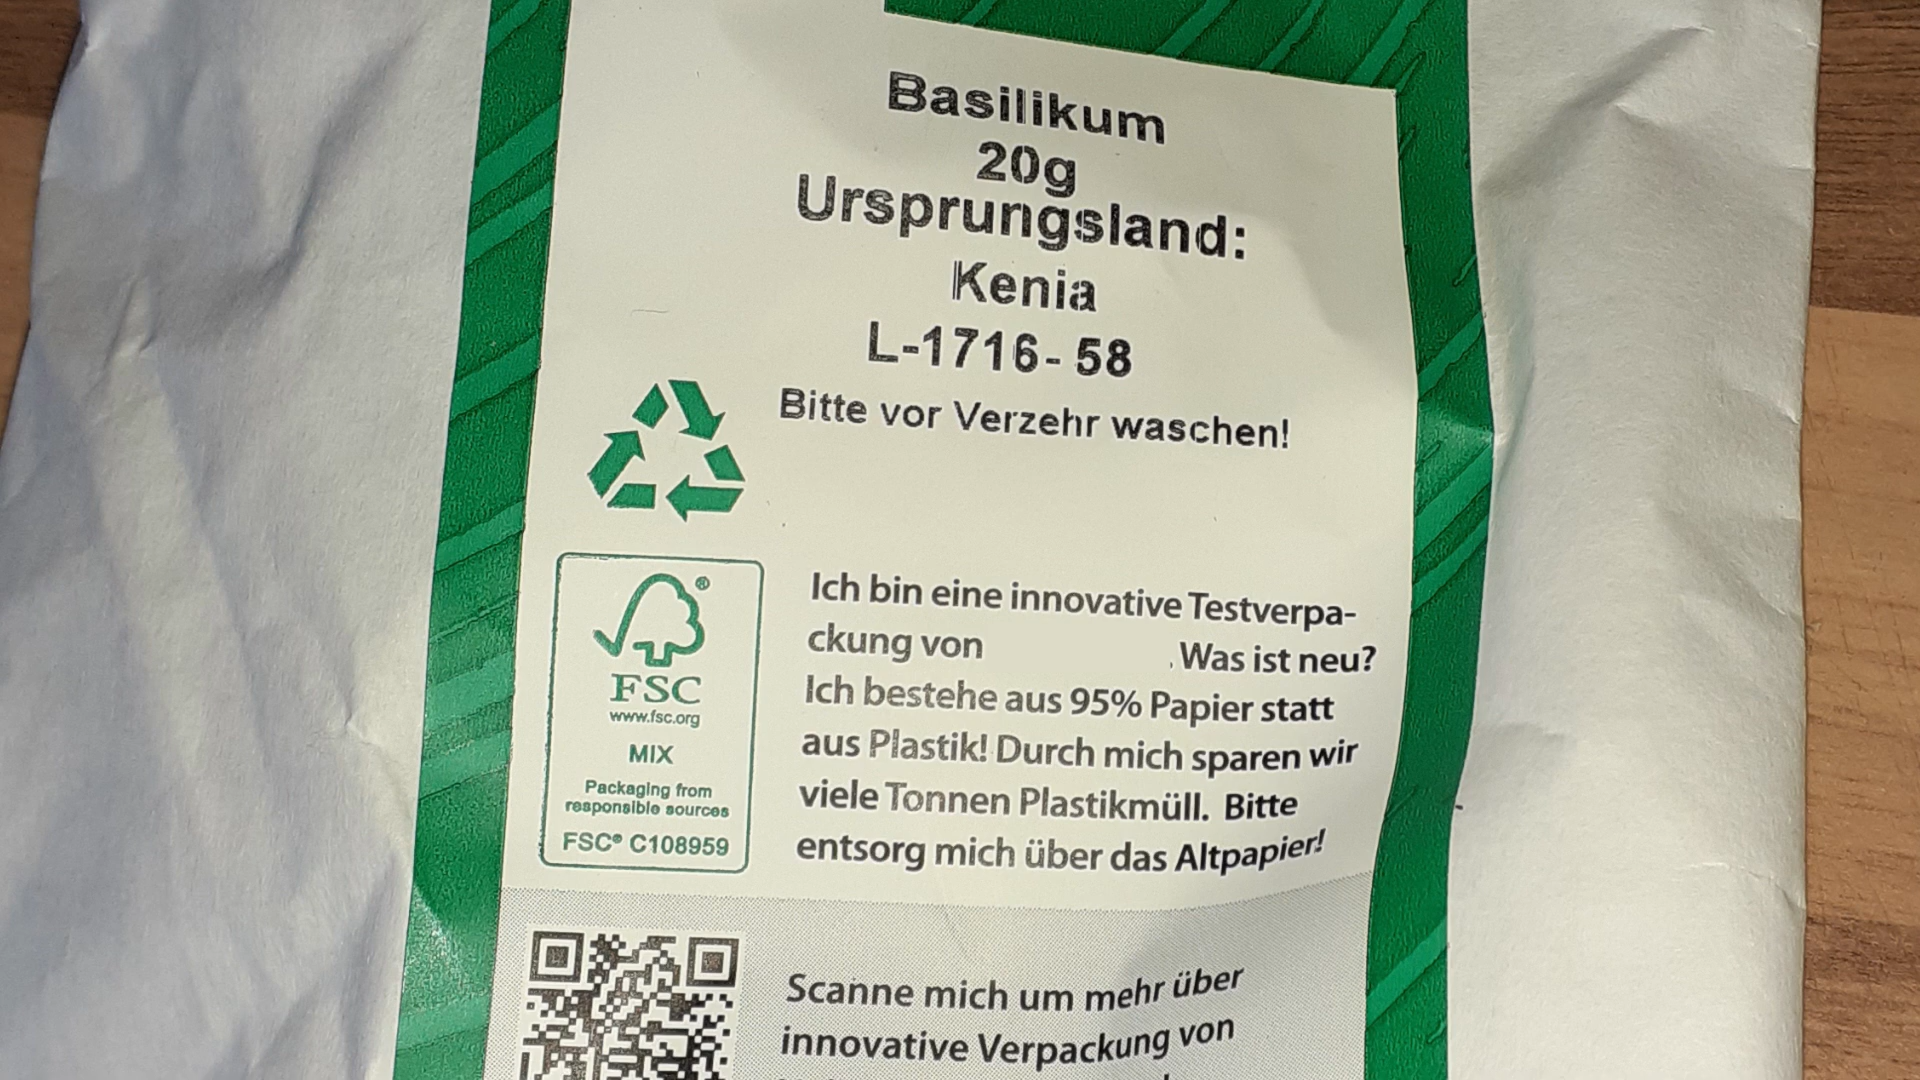 Basilikum
20g
Ursprungsland:
Kenia
L-1716-58
Bitte vor Verzehr waschen!
FSC®
www.fsc.org
MIX
Packaging from
responsible sources
FSC® C108959
Ich bin eine innovative Testverpa-
ckung von . Was ist neu?
Ich bestehe aus 95% Papier statt
aus Plastik! Durch mich sparen wir
viele Tonnen Plastikmüll. Bitte
entsorg mich über das Altpapier!
Scanne mich um mehr über
innovative Verpackung von